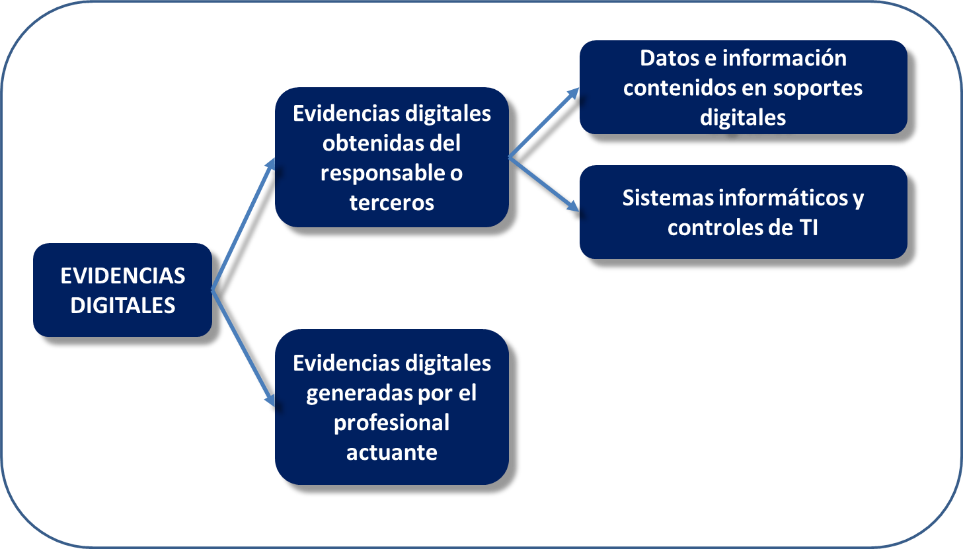 EVIDENCIAS
DIGITALES
Evidencias digitales
obtenidas del
responsable o
terceros
Datos e información
contenidos en soportes
digitales
Sistemas informáticos y
controles de TI
Evidencias digitales
generadas por el
profesional
actuante